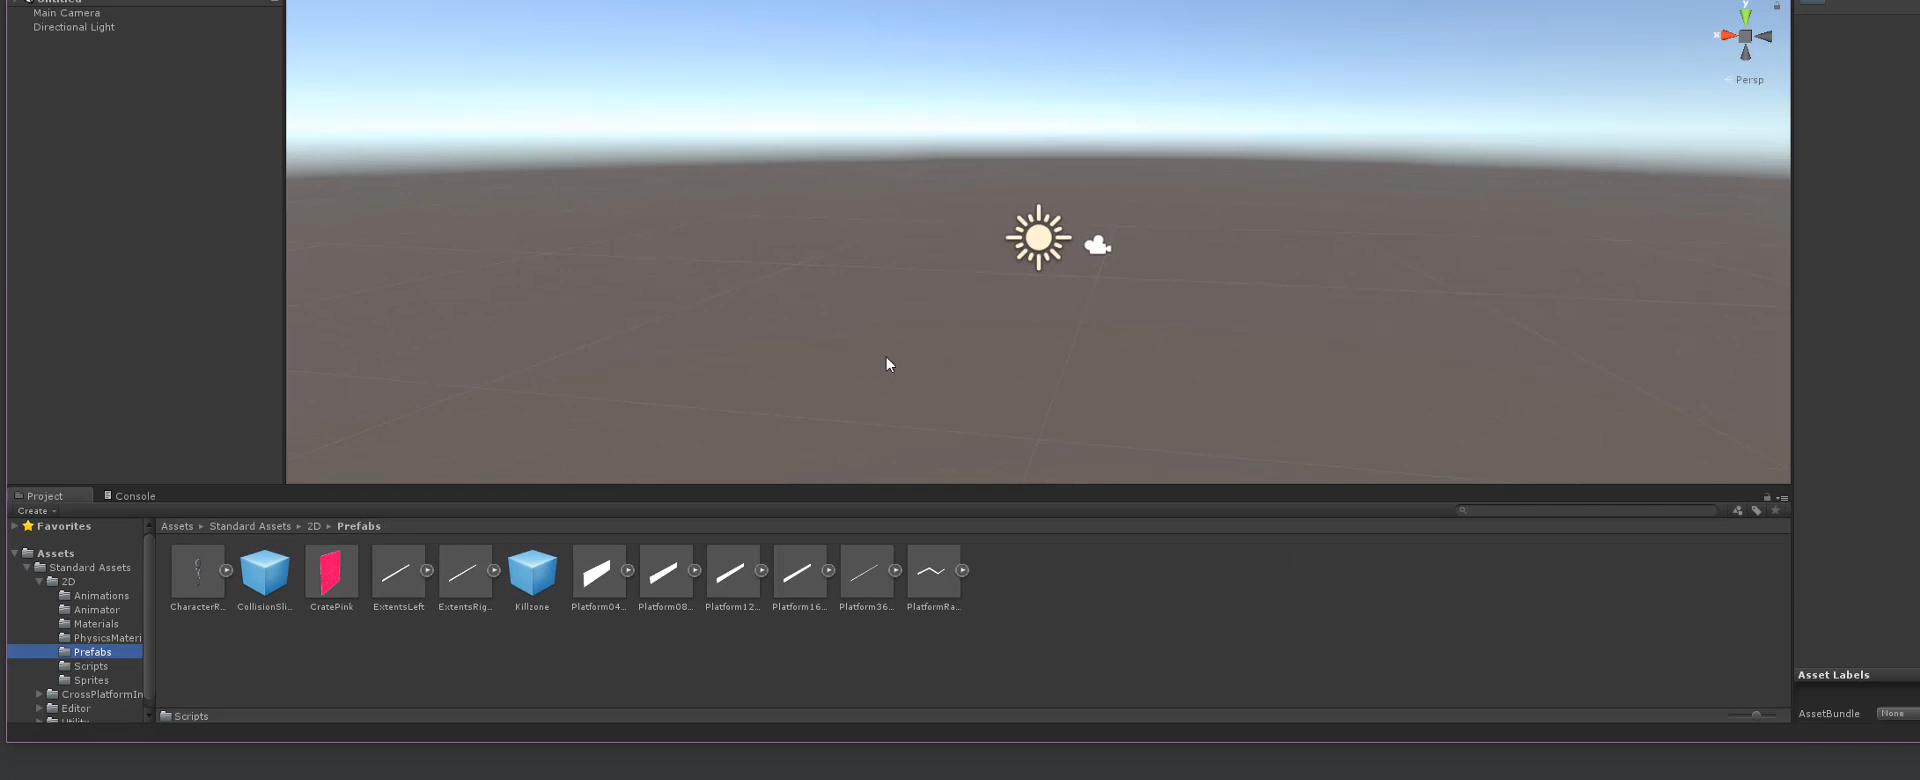 Untitled
Main Camera
Directional Light
y
x
Persp
Project
Console
Create
Favorites
Assets
Standard Assets
2D
Animations
Animator
Materials
PhysicsMateri
Prefabs
Scripts
Sprites
CrossPlatformIn
Editor
Utility
Assets ▸ Standard Assets ▸ 2D ▸ Prefabs
CharacterR...
CollisionSli...
CratePink
ExtentsLeft
ExtentsRig...
Killzone
Platform04...
Platform08...
Platform12...
Platform16...
Platform36...
PlatformRa...
Scripts
Asset Labels
AssetBundle
None